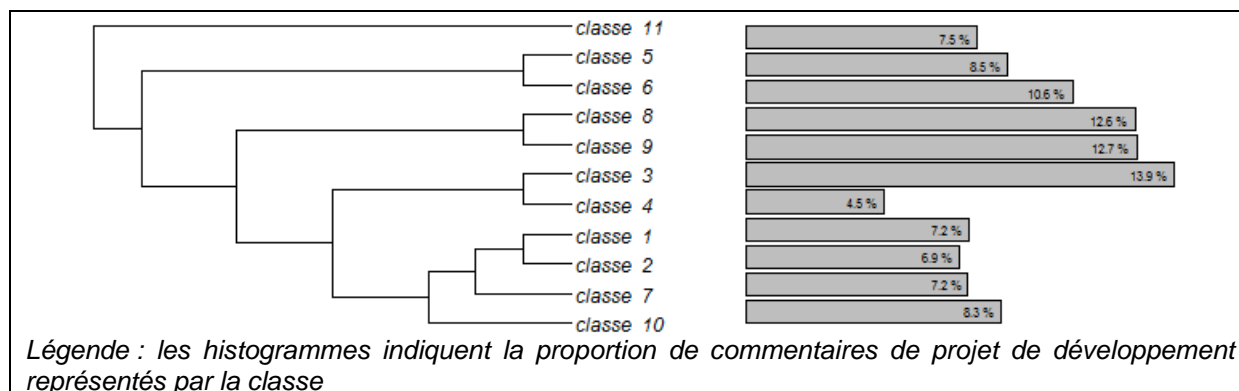 classe 11 7.5 %
classe 5 8.5 %
classe 6 10.6 %
classe 8 12.6 %
classe 9 12.7 %
classe 3 13.9 %
classe 4 4.5 %
classe 1 7.2 %
classe 2 6.9 %
classe 7 7.2 %
classe 10 8.3 %
Légende : les histogrammes indiquent la proportion de commentaires de projet de développement
représentés par la classe